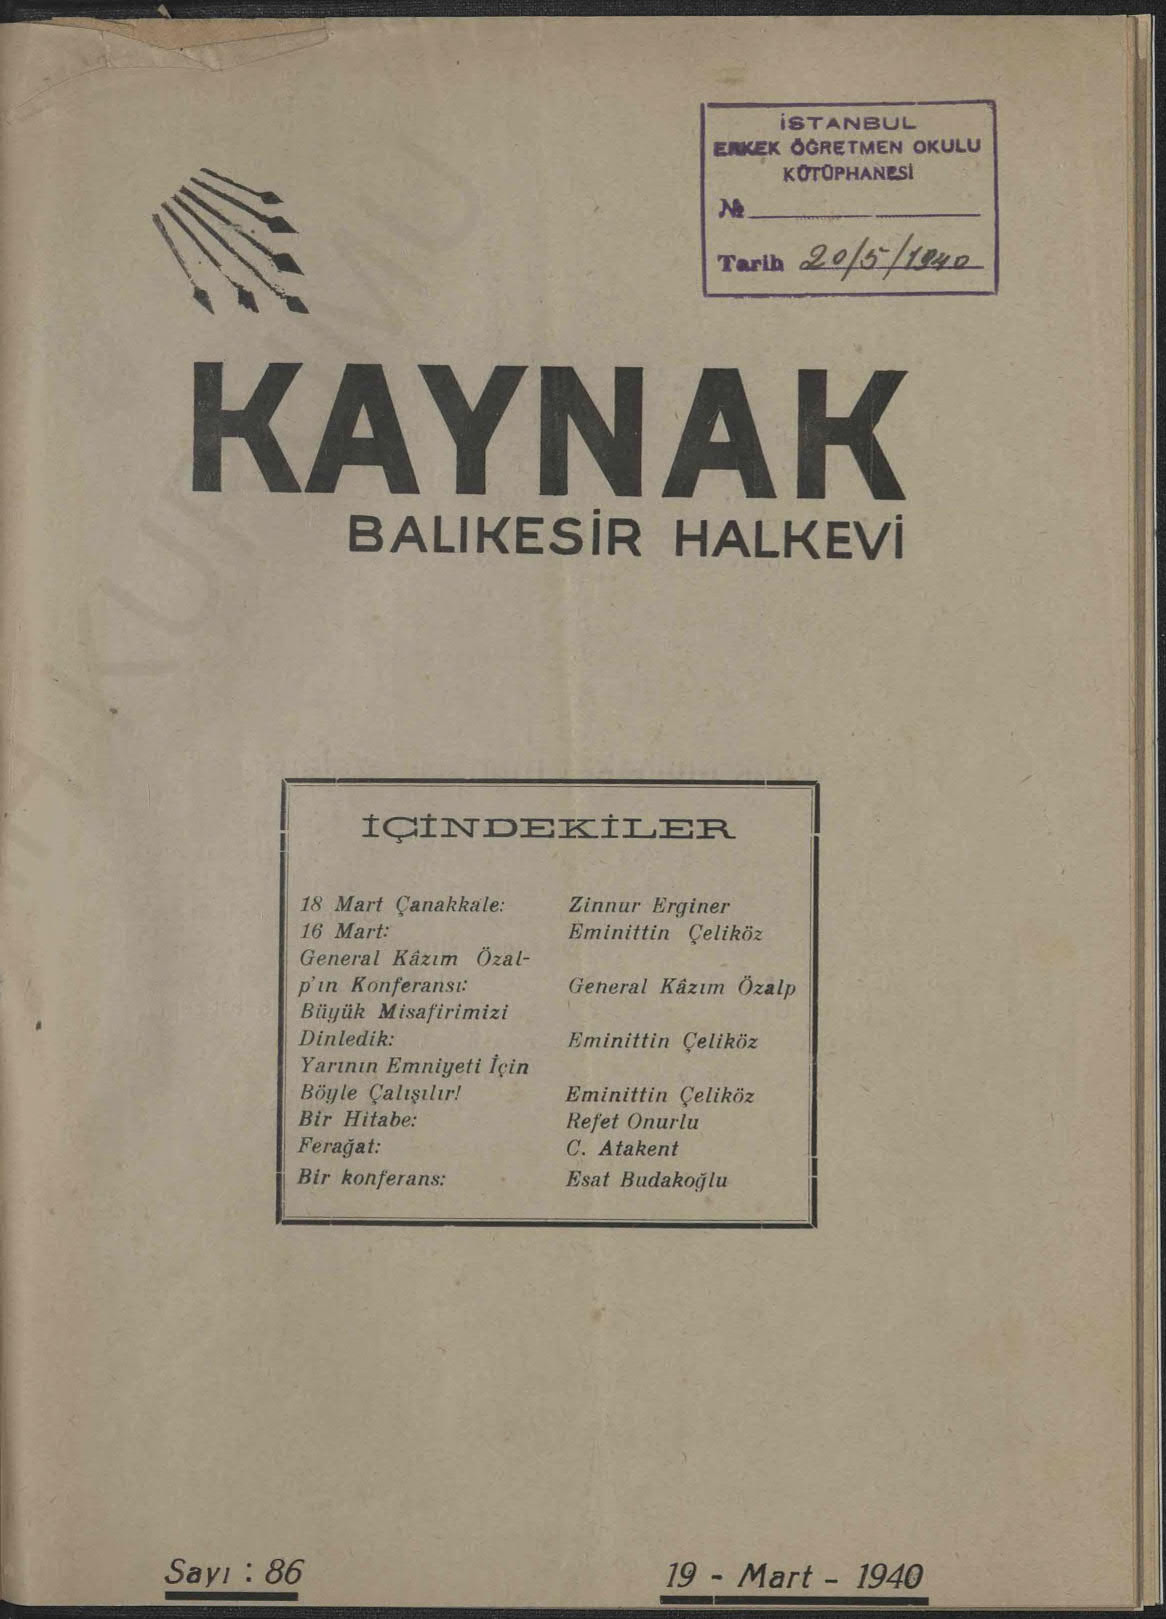 İSTANBUL
ERKEK ÖĞRETMEN OKULU
KÜTÜPHANESİ
№
Tarih 20/5/1940
KAYNAK
BALIKESİR HALKEVİ
İÇİNDEKİLER
18 Mart Çanakkale: Zinnur Erginer
16 Mart: Eminittin Çeliköz
General Kâzım Özal-
p'ın Konferansı: General Kâzım Özalp
Büyük Misafirimizi
Dinledik: Eminittin Çeliköz
Yarının Emniyeti İçin
Böyle Çalışılır! Eminittin Çeliköz
Bir Hitabe: Refet Onurlu
Ferağat: C. Atakent
Bir konferans: Esat Budakoğlu
Sayı : 86 19 - Mart - 1940